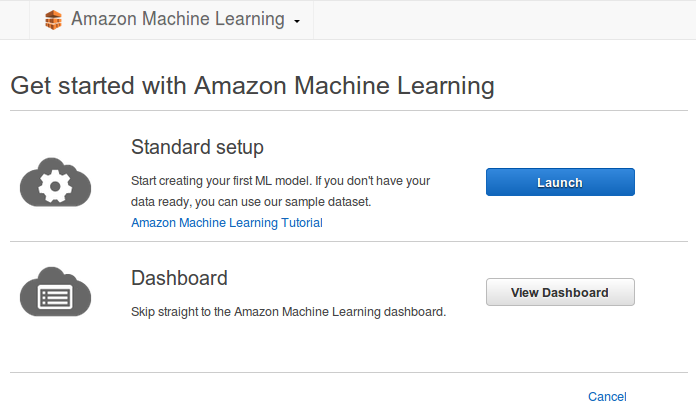 Amazon Machine Learning
Get started with Amazon Machine Learning
Standard setup
Start creating your first ML model. If you don't have your
data ready, you can use our sample dataset.
Amazon Machine Learning Tutorial
Launch
Dashboard
Skip straight to the Amazon Machine Learning dashboard.
View Dashboard
Cancel